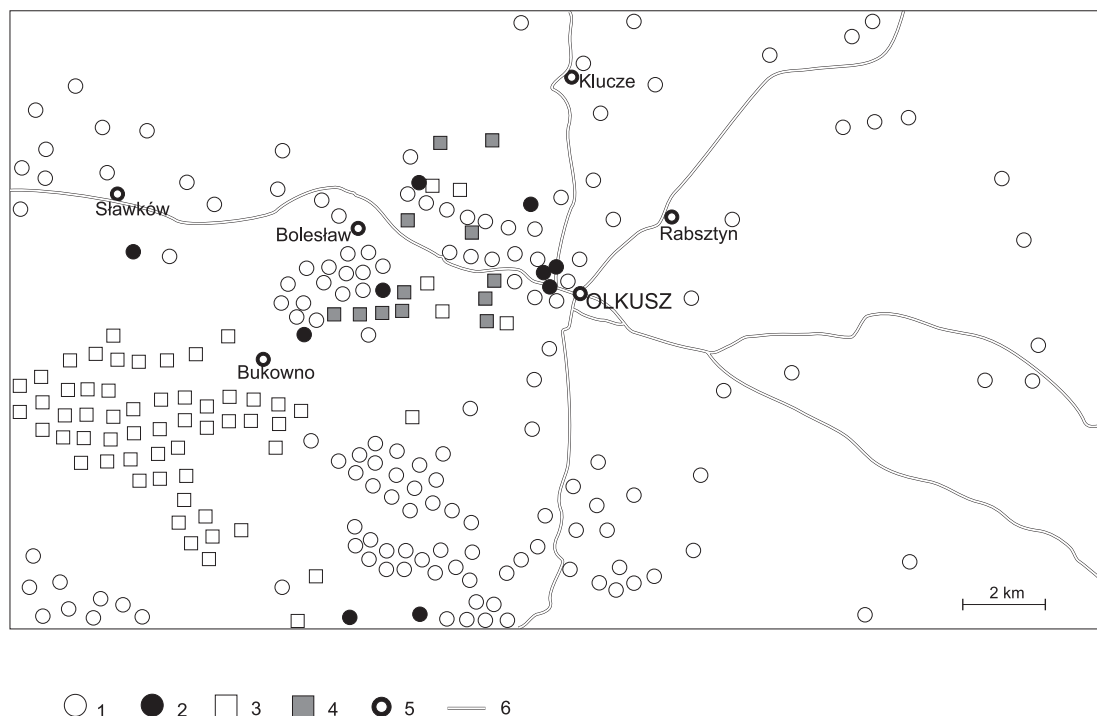 Klucze
Sławków
Bolesław
Rabsztyn
OLKUSZ
Bukowno
2 km
1 2 3 4 5 6